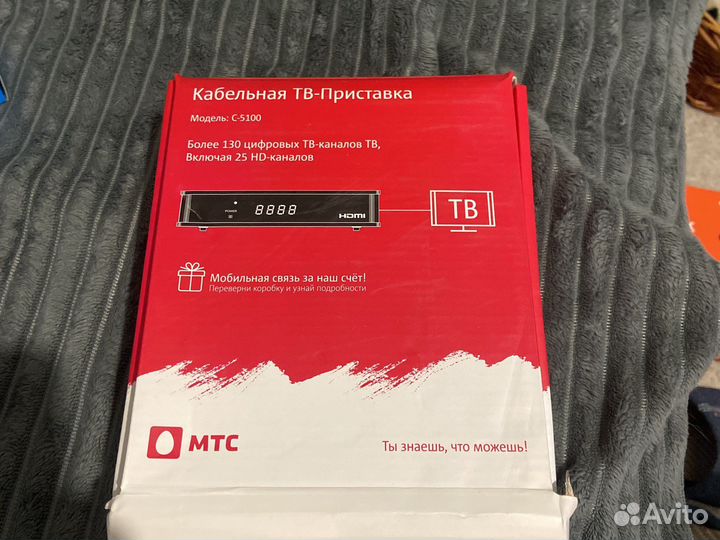 Кабельная ТВ-Приставка
Модель: С-5100
Более 130 цифровых ТВ-каналов ТВ,
Включая 25 HD-каналов
POWER
8888
HDMI
ТВ
Мобильная связь за наш счёт!
Переверни коробку и узнай подробности
МТС
Ты знаешь, что можешь!
Avito